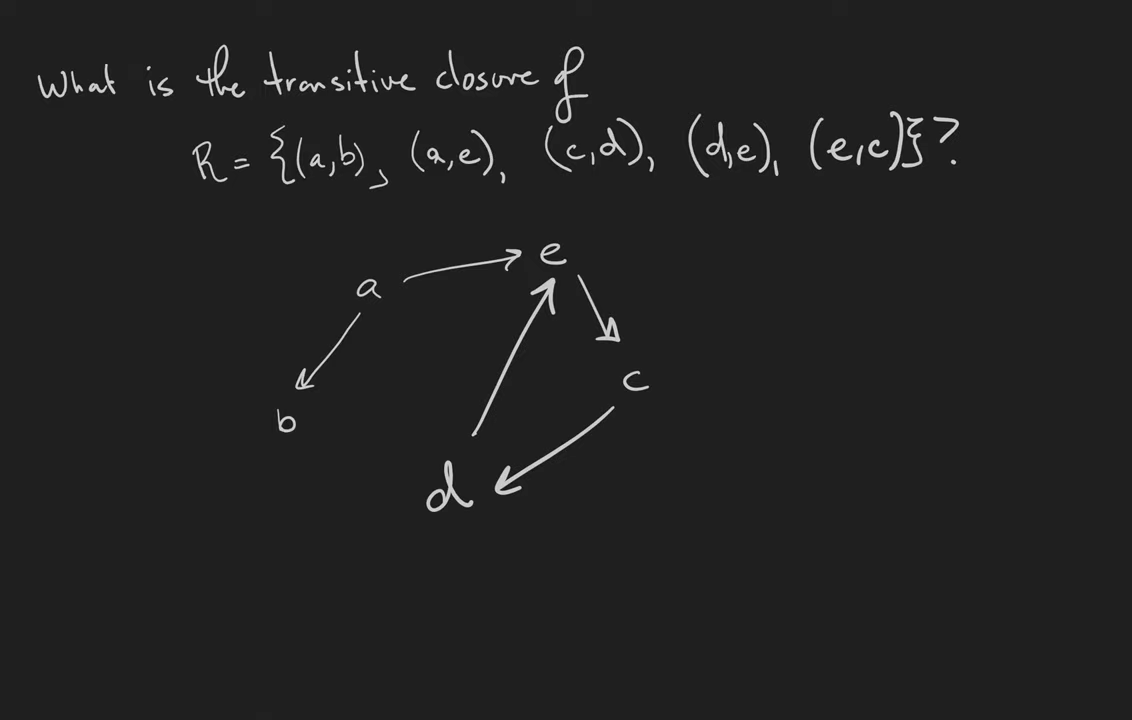 What is the transitive closure of
R = {(a,b), (a,e), (c,d), (d,e), (e,c)}?
e
a
c
b
d